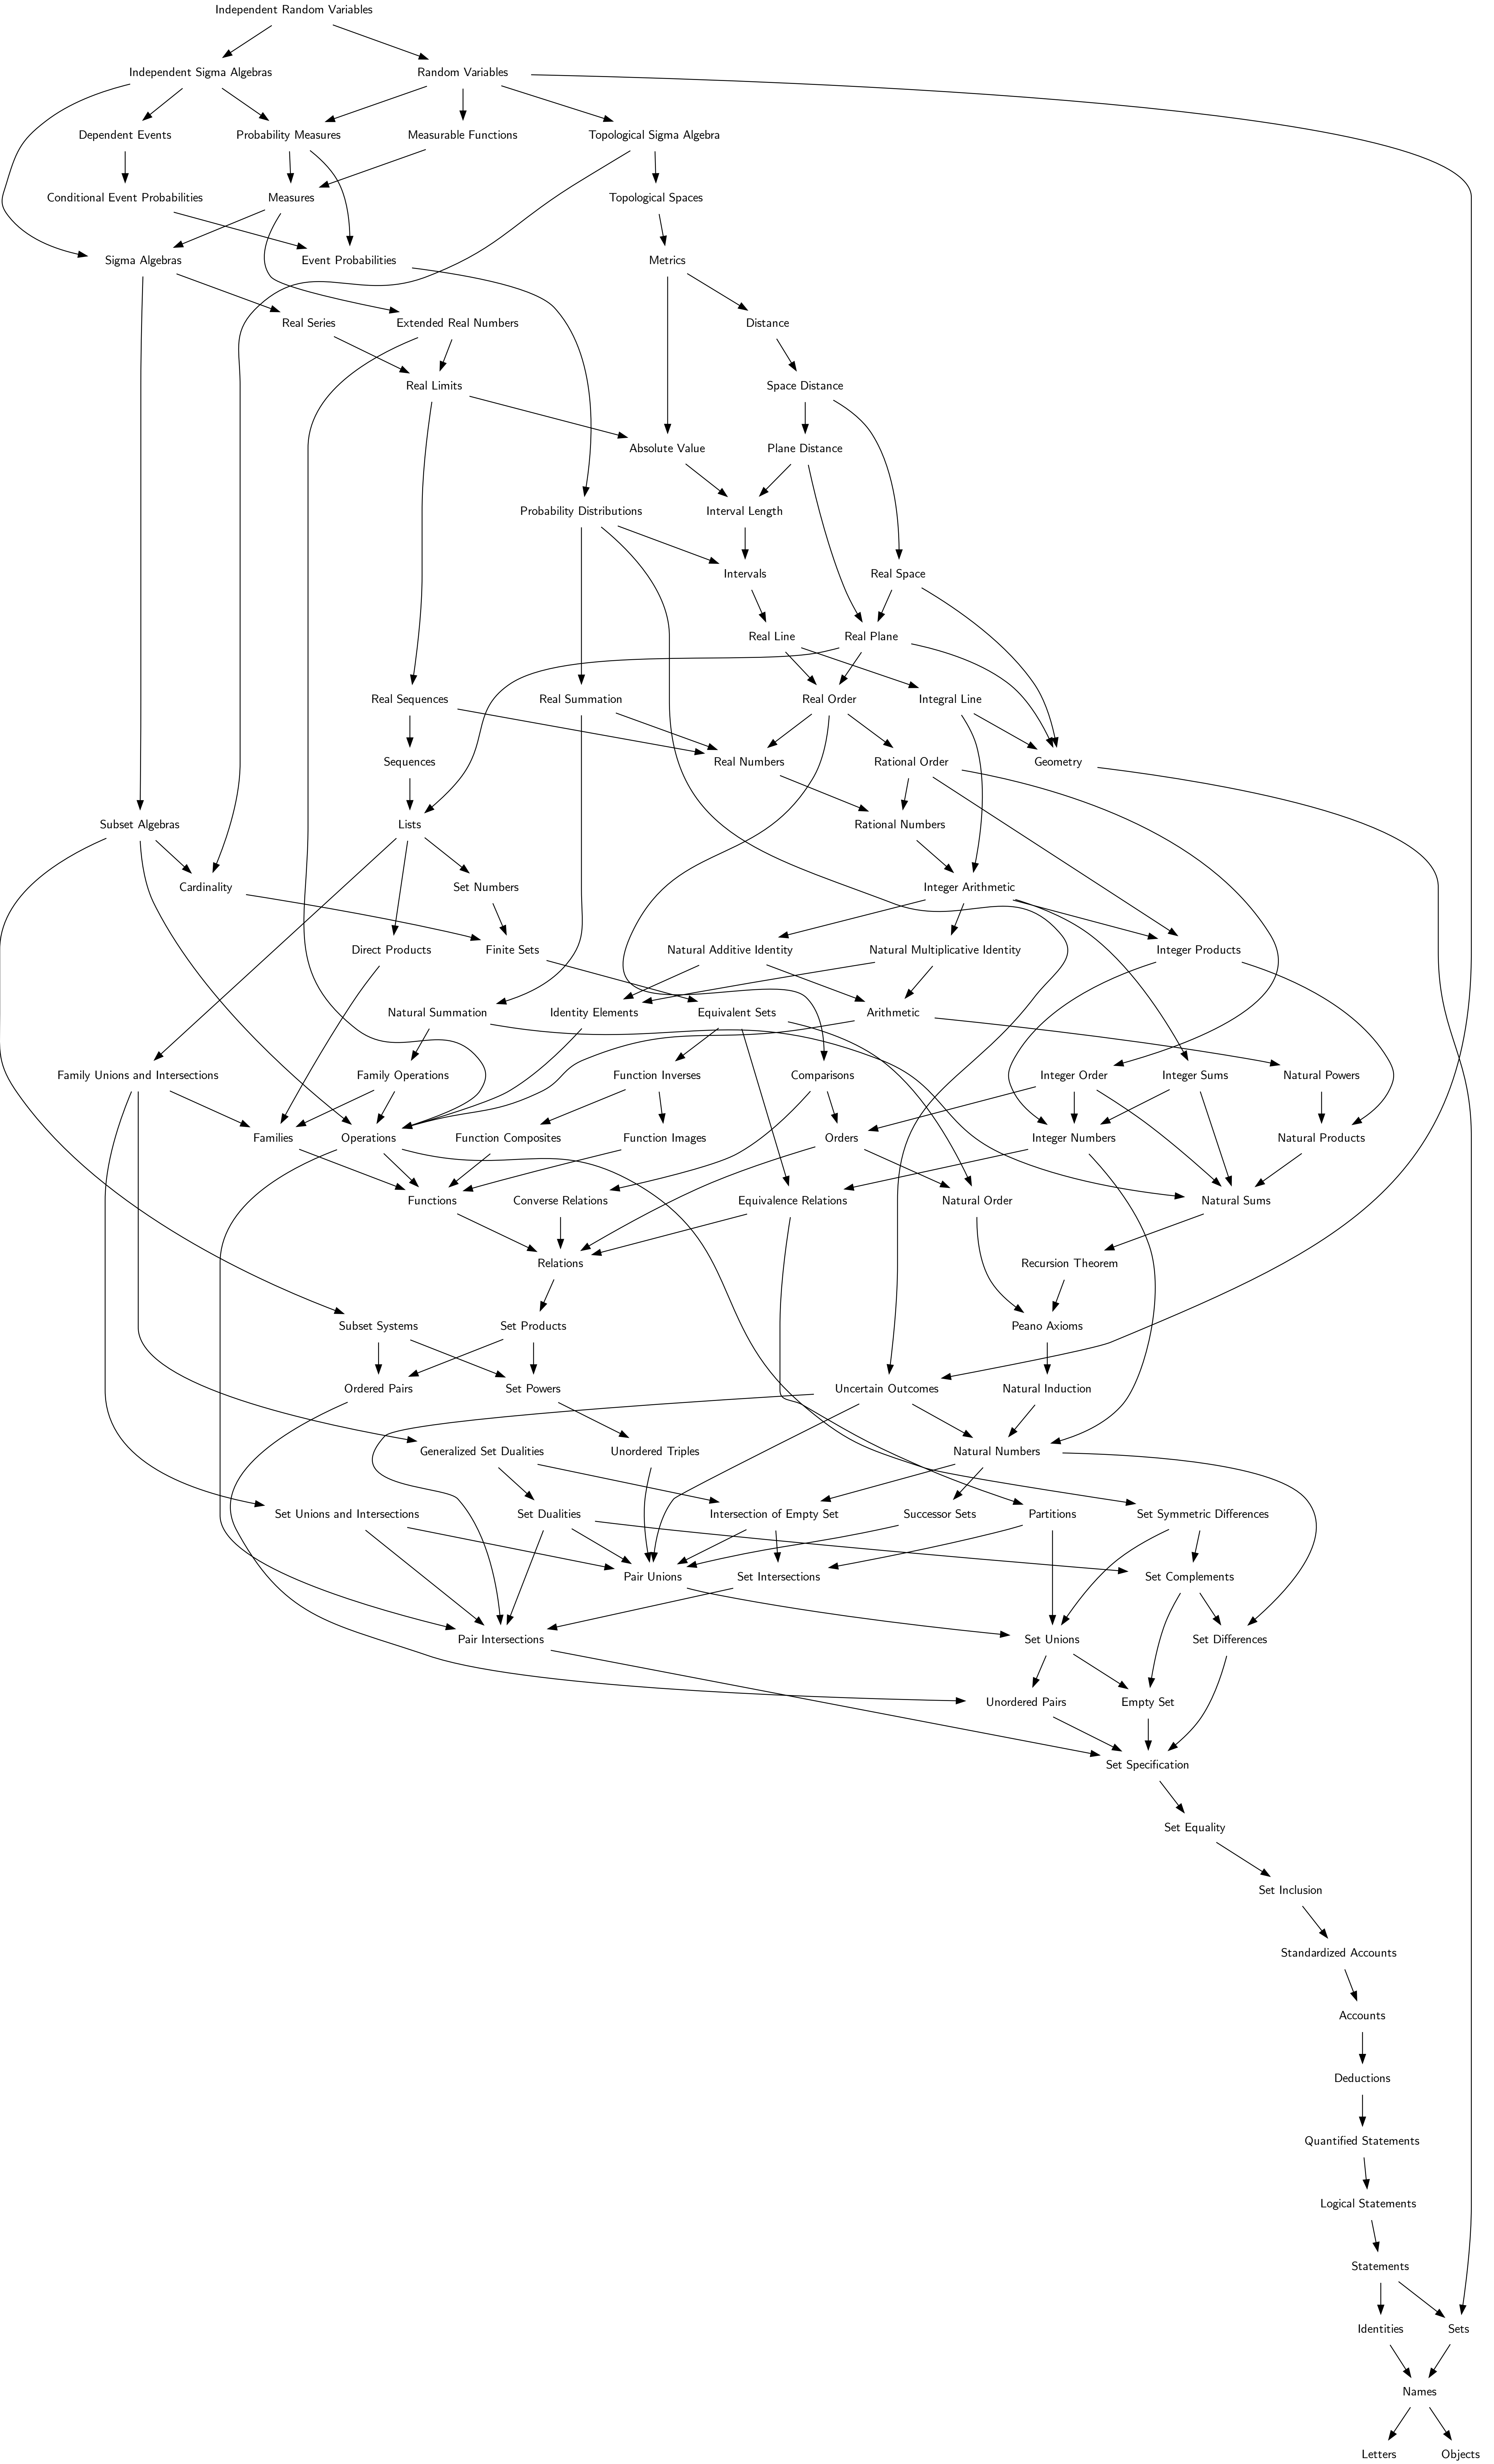 Independent Random Variables
Independent Sigma Algebras
Random Variables
Dependent Events
Probability Measures
Measurable Functions
Topological Sigma Algebra
Conditional Event Probabilities
Measures
Topological Spaces
Sigma Algebras
Event Probabilities
Metrics
Real Series
Extended Real Numbers
Distance
Real Limits
Space Distance
Absolute Value
Plane Distance
Probability Distributions
Interval Length
Intervals
Real Space
Real Line
Real Plane
Real Sequences
Real Summation
Real Order
Integral Line
Sequences
Real Numbers
Rational Order
Geometry
Subset Algebras
Lists
Rational Numbers
Cardinality
Set Numbers
Integer Arithmetic
Direct Products
Finite Sets
Natural Additive Identity
Natural Multiplicative Identity
Integer Products
Natural Summation
Identity Elements
Equivalent Sets
Arithmetic
Family Unions and Intersections
Family Operations
Function Inverses
Comparisons
Integer Order
Integer Sums
Natural Powers
Families
Operations
Function Composites
Function Images
Orders
Integer Numbers
Natural Products
Functions
Converse Relations
Equivalence Relations
Natural Order
Natural Sums
Relations
Recursion Theorem
Subset Systems
Set Products
Peano Axioms
Ordered Pairs
Set Powers
Uncertain Outcomes
Natural Induction
Generalized Set Dualities
Unordered Triples
Natural Numbers
Set Unions and Intersections
Set Dualities
Intersection of Empty Set
Successor Sets
Partitions
Set Symmetric Differences
Pair Unions
Set Intersections
Set Complements
Pair Intersections
Set Unions
Set Differences
Unordered Pairs
Empty Set
Set Specification
Set Equality
Set Inclusion
Standardized Accounts
Accounts
Deductions
Quantified Statements
Logical Statements
Statements
Identities
Sets
Names
Letters
Objects